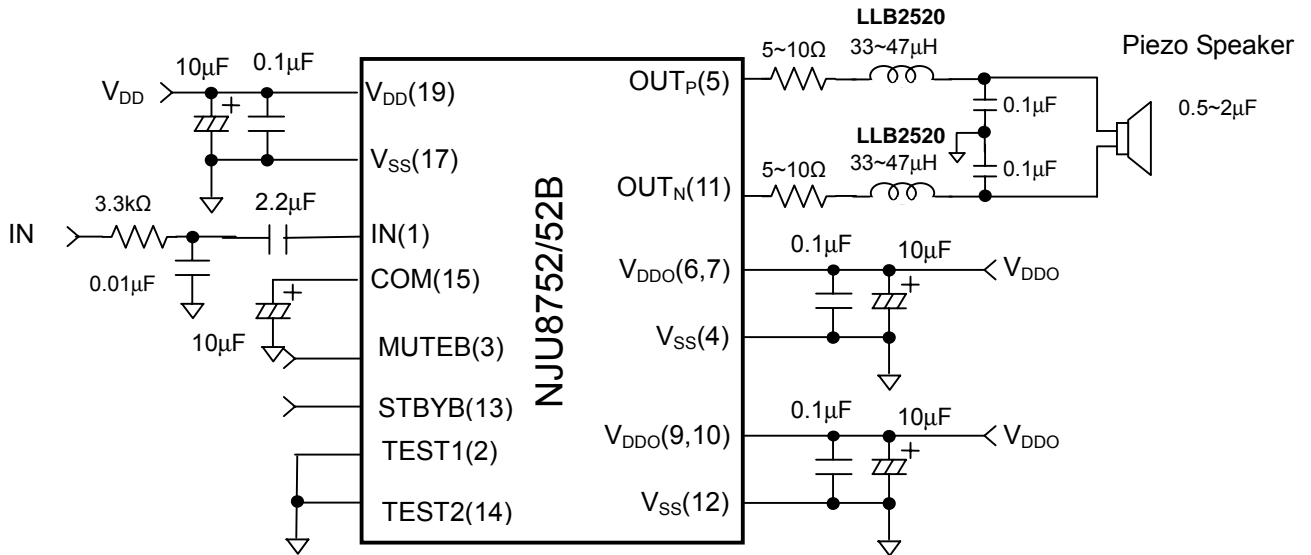 LLB2520
5~10Ω
33~47μH
Piezo Speaker
10μF
0.1μF
V_DD
V_DD(19)
OUT_P(5)
0.1μF
0.5~2μF
LLB2520
V_SS(17)
5~10Ω
33~47μH
0.1μF
OUT_N(11)
3.3kΩ
2.2μF
IN
IN(1)
0.01μF
COM(15)
10μF
MUTEB(3)
STBYB(13)
TEST1(2)
TEST2(14)
NJU8752/52B
0.1μF
10μF
V_DDO(6,7)
V_DDO
V_SS(4)
0.1μF
10μF
V_DDO(9,10)
V_DDO
V_SS(12)